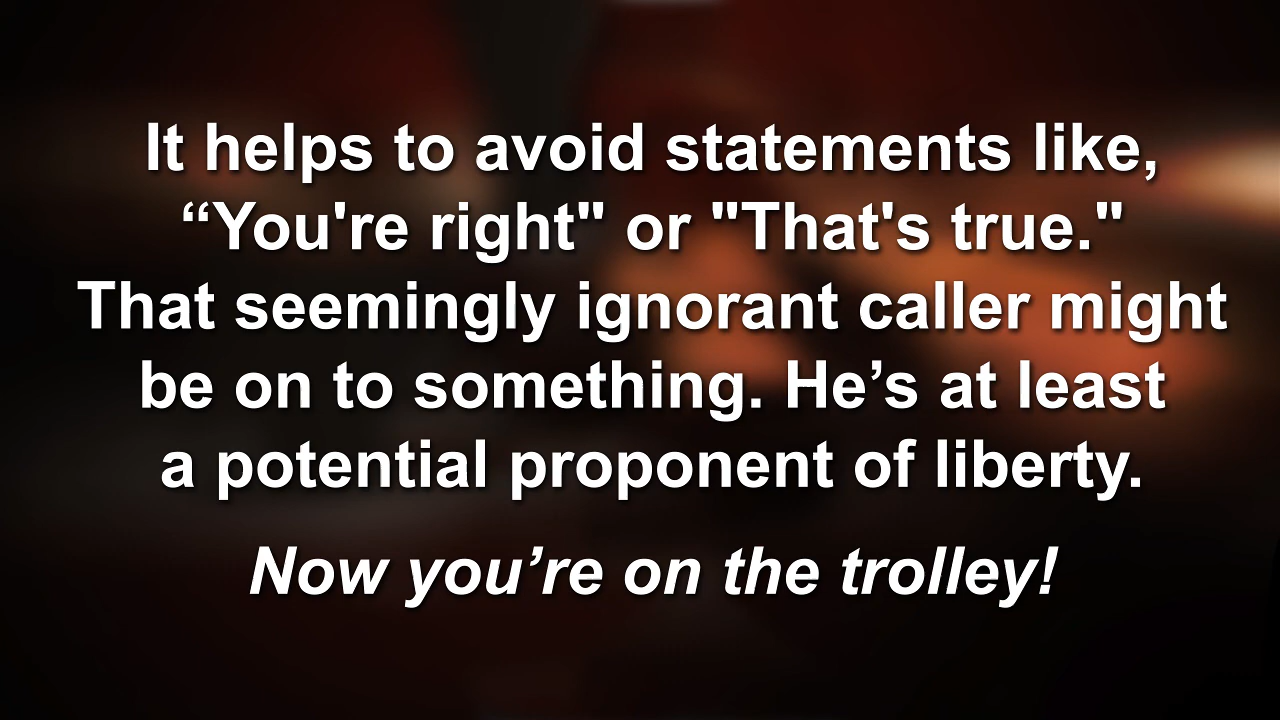 It helps to avoid statements like,
“You're right" or "That's true."
That seemingly ignorant caller might
be on to something. He’s at least
a potential proponent of liberty.
Now you’re on the trolley!